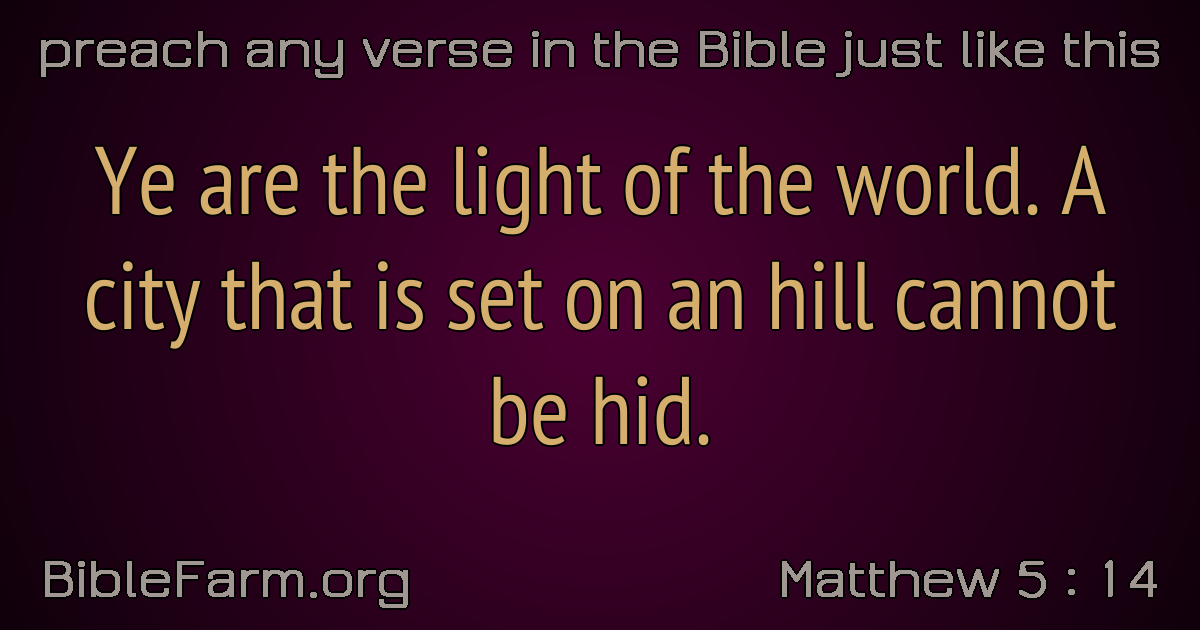 preach any verse in the Bible just like this
Ye are the light of the world. A
city that is set on an hill cannot
be hid.
BibleFarm.org
Matthew 5 : 14